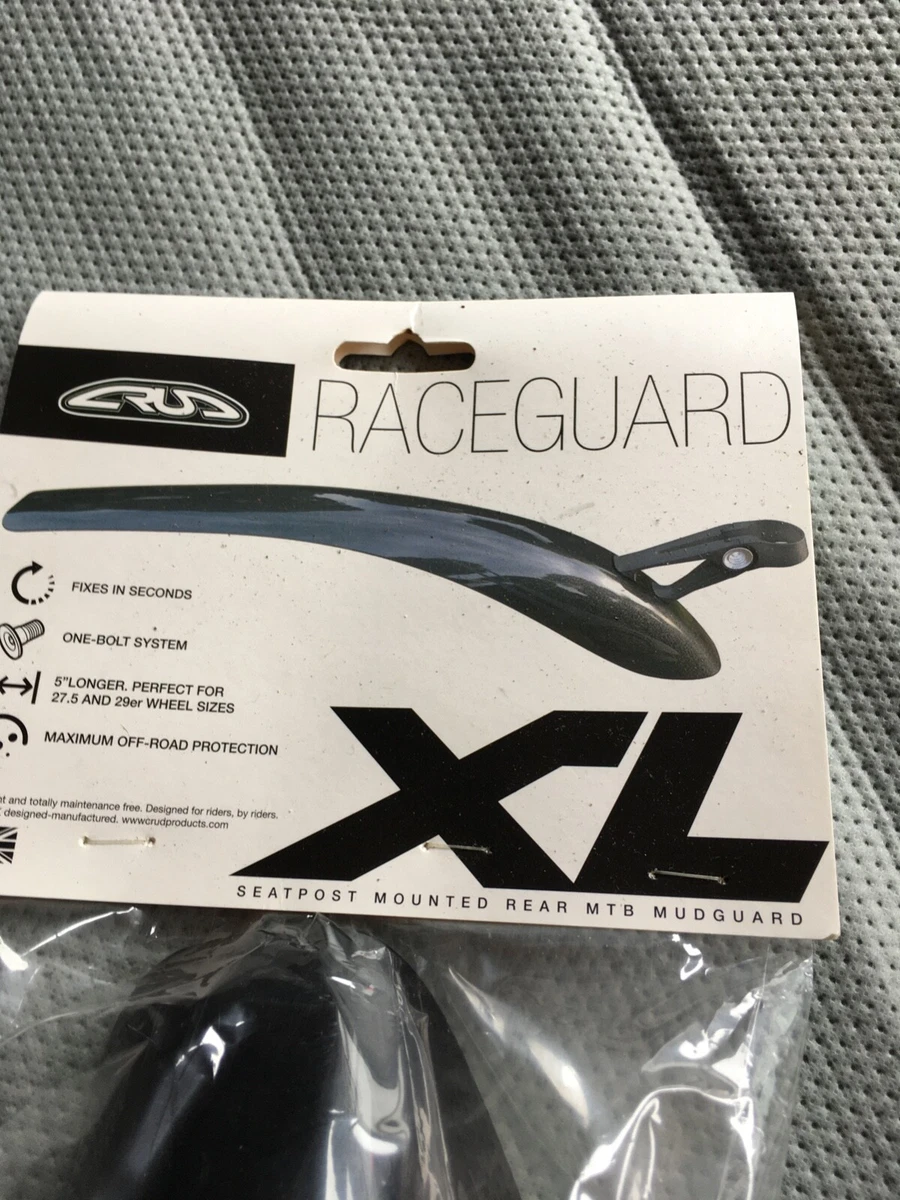 CRUD
RACEGUARD
FIXES IN SECONDS
ONE-BOLT SYSTEM
5"LONGER. PERFECT FOR
27.5 AND 29er WHEEL SIZES
MAXIMUM OFF-ROAD PROTECTION
and totally maintenance free. Designed for riders, by riders.
designed-manufactured. wwwcrudproducts.com
XL
SEATPOST MOUNTED REAR MTB MUDGUARD